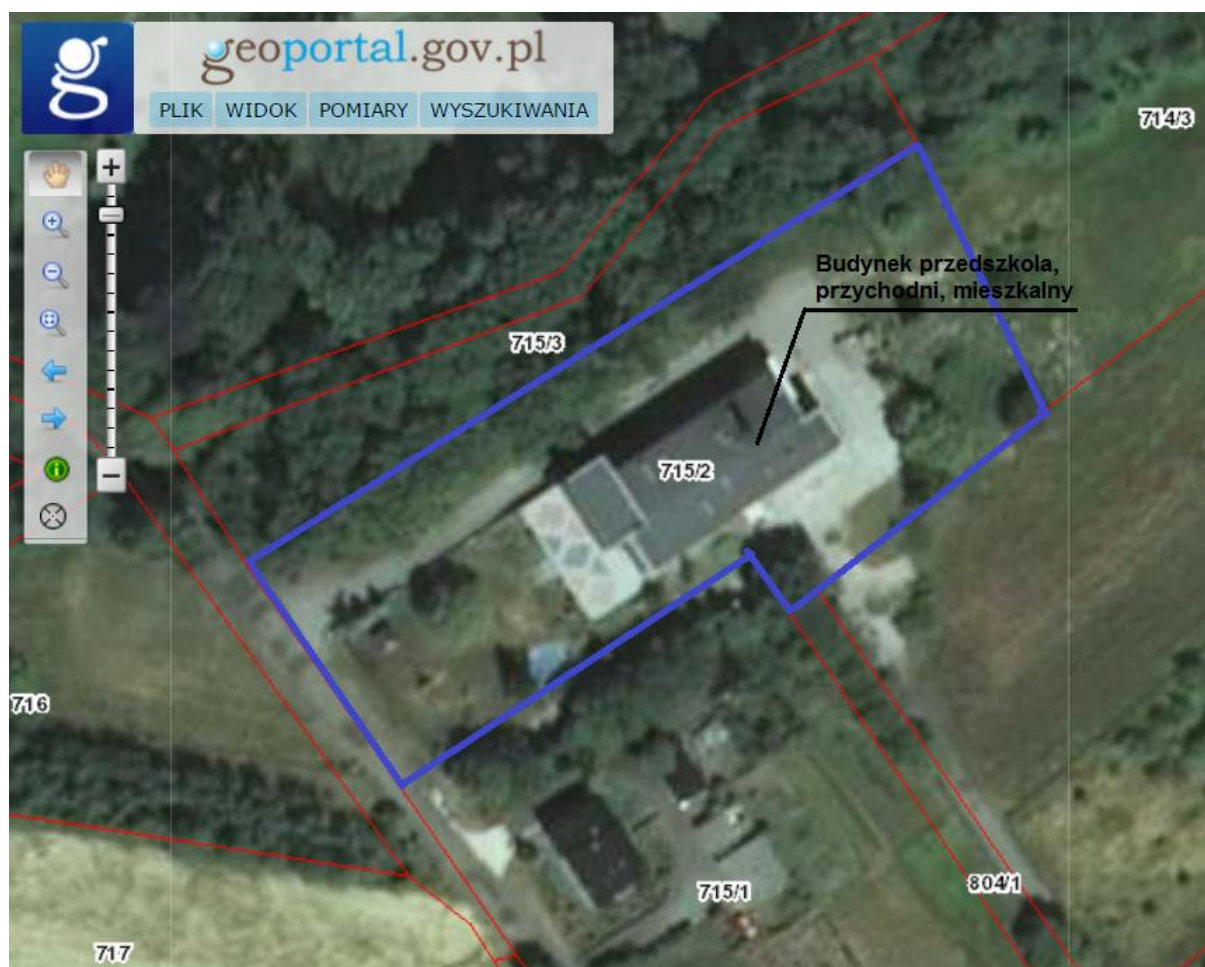 geoportal.gov.pl
PLIK WIDOK POMIARY WYSZUKIWANIA
714/3
Budynek przedszkola,
przychodni, mieszkalny
715/3
715/2
716
715/1
804/1
717